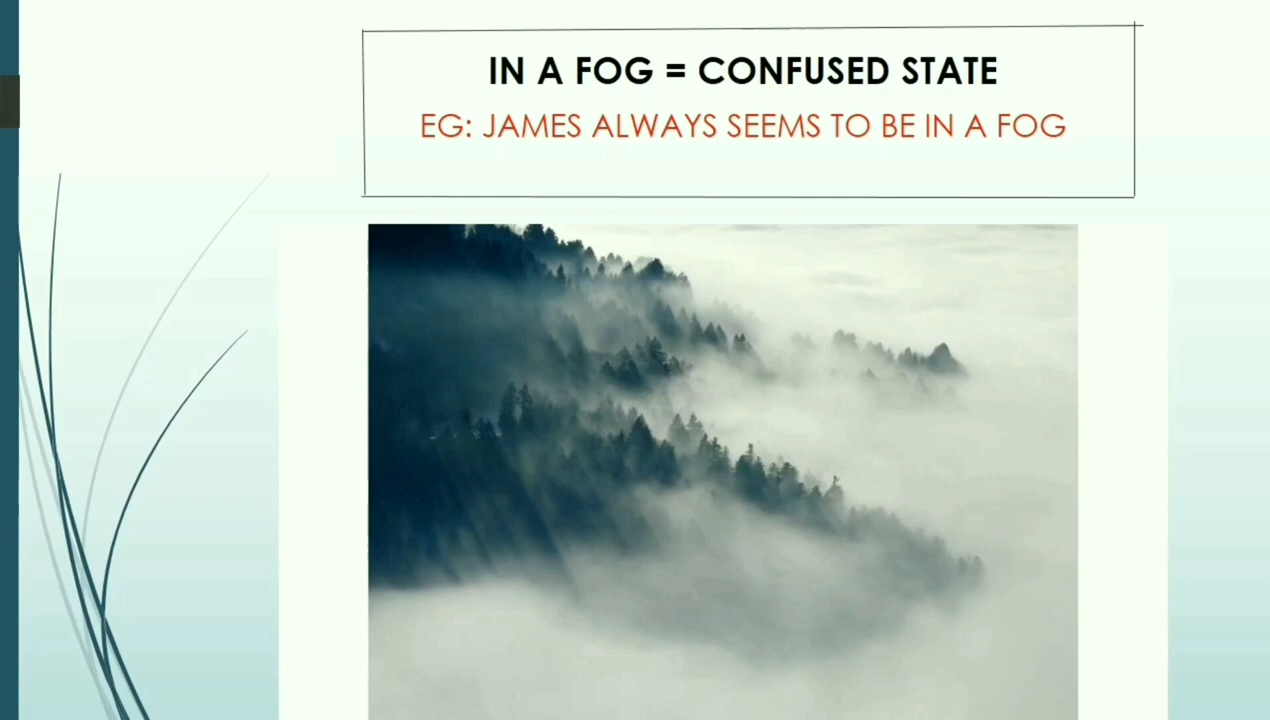 IN A FOG = CONFUSED STATE
EG: JAMES ALWAYS SEEMS TO BE IN A FOG